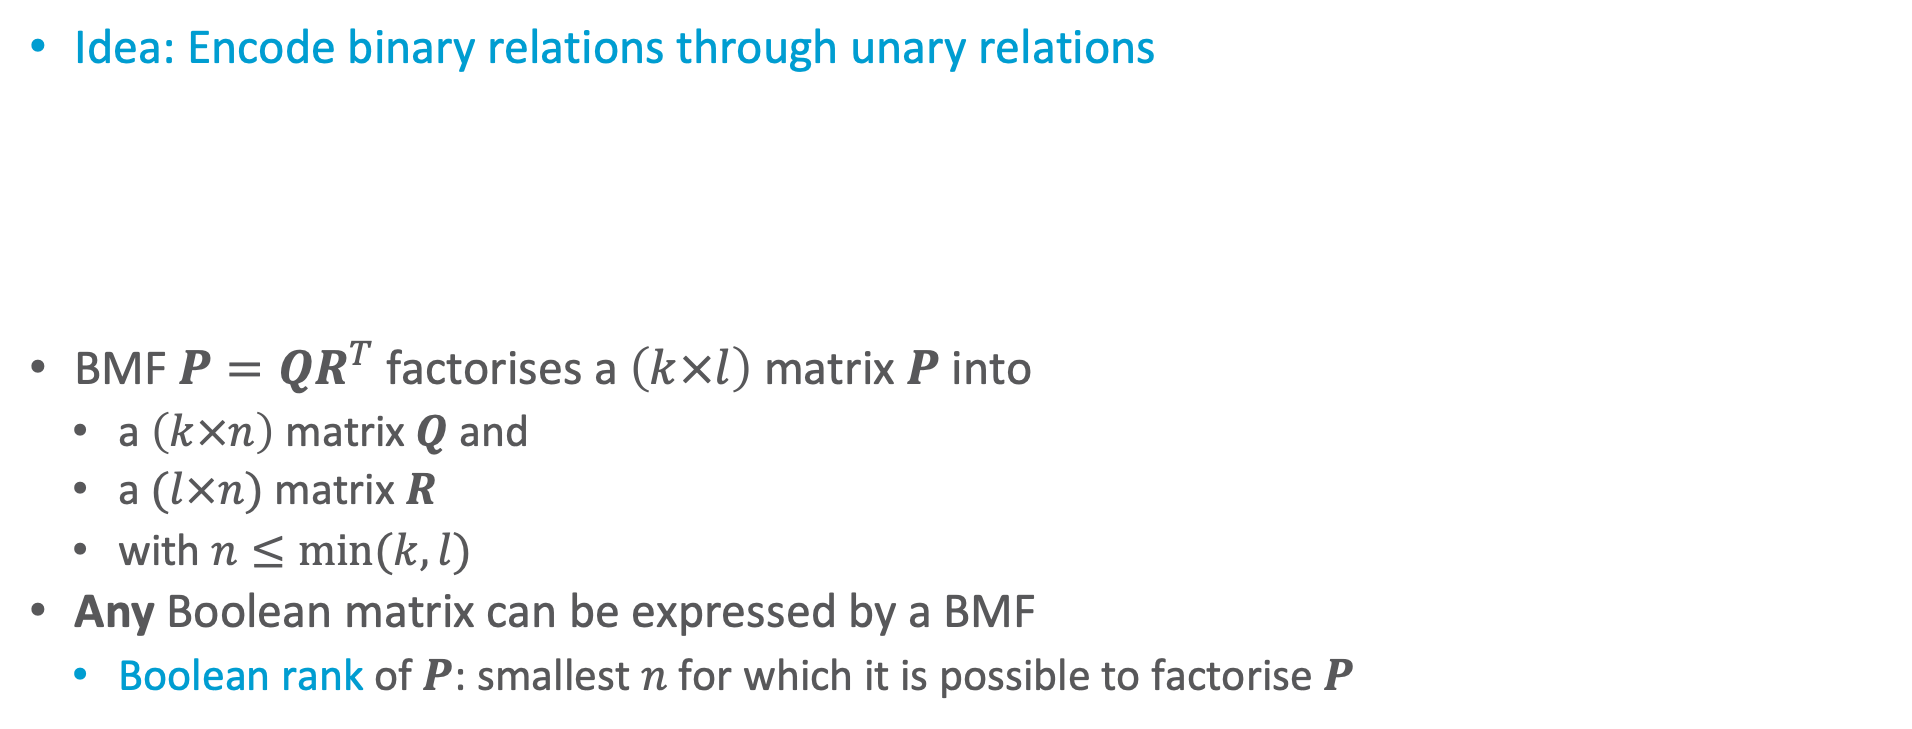 • Idea: Encode binary relations through unary relations
• BMF 𝑷 = 𝑸𝑹ᵀ factorises a (𝑘×𝑙) matrix 𝑷 into
• a (𝑘×𝑛) matrix 𝑸 and
• a (𝑙×𝑛) matrix 𝑹
• with 𝑛 ≤ min(𝑘, 𝑙)
• Any Boolean matrix can be expressed by a BMF
• Boolean rank of 𝑷: smallest 𝑛 for which it is possible to factorise 𝑷